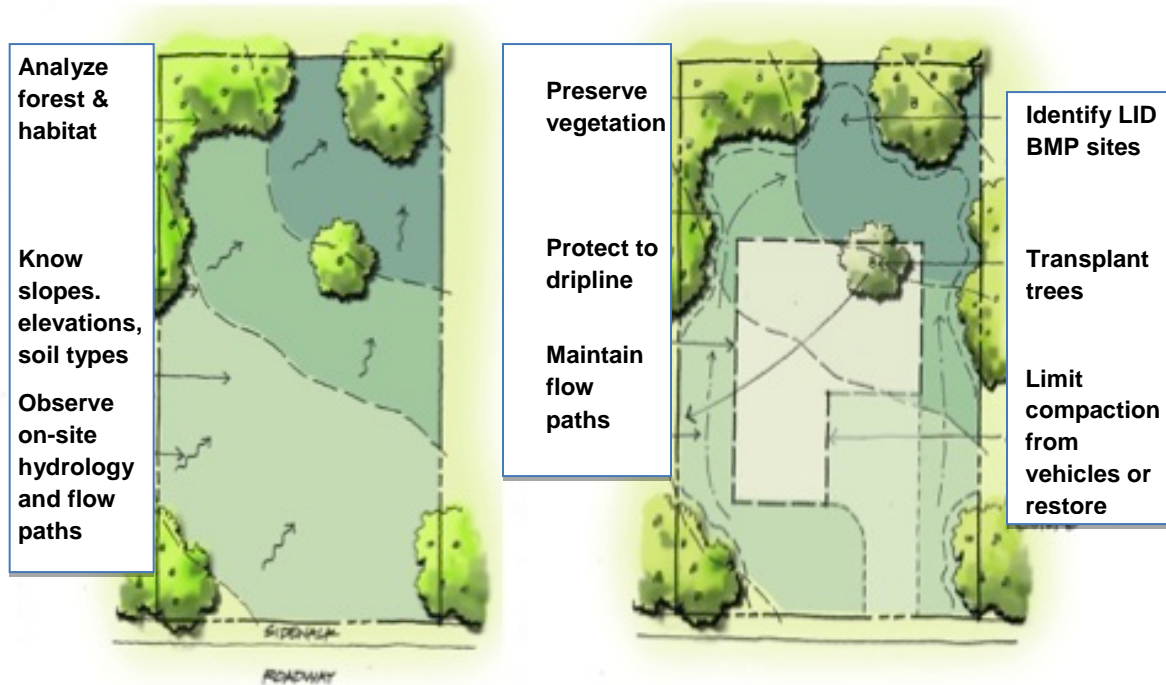 Analyze
forest &
habitat
Know
slopes.
elevations,
soil types
Observe
on-site
hydrology
and flow
paths
SIDEWALK
ROADWAY
Preserve
vegetation
Protect to
dripline
Maintain
flow
paths
Identify LID
BMP sites
Transplant
trees
Limit
compaction
from
vehicles or
restore